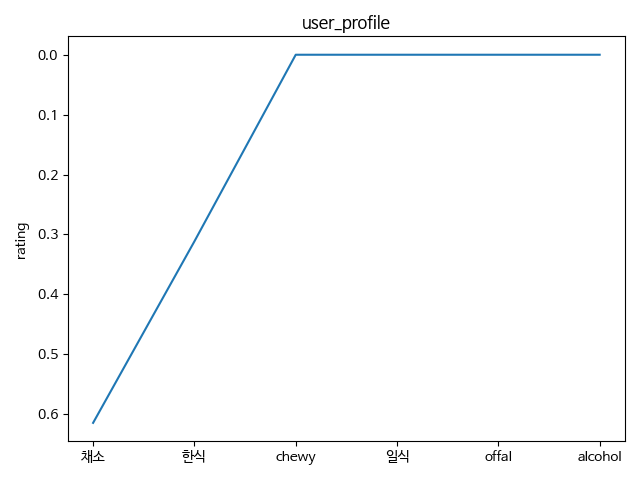 user_profile
0.0
0.1
0.2
0.3
0.4
0.5
0.6
rating
채소 한식 chewy 일식 offal alcohol